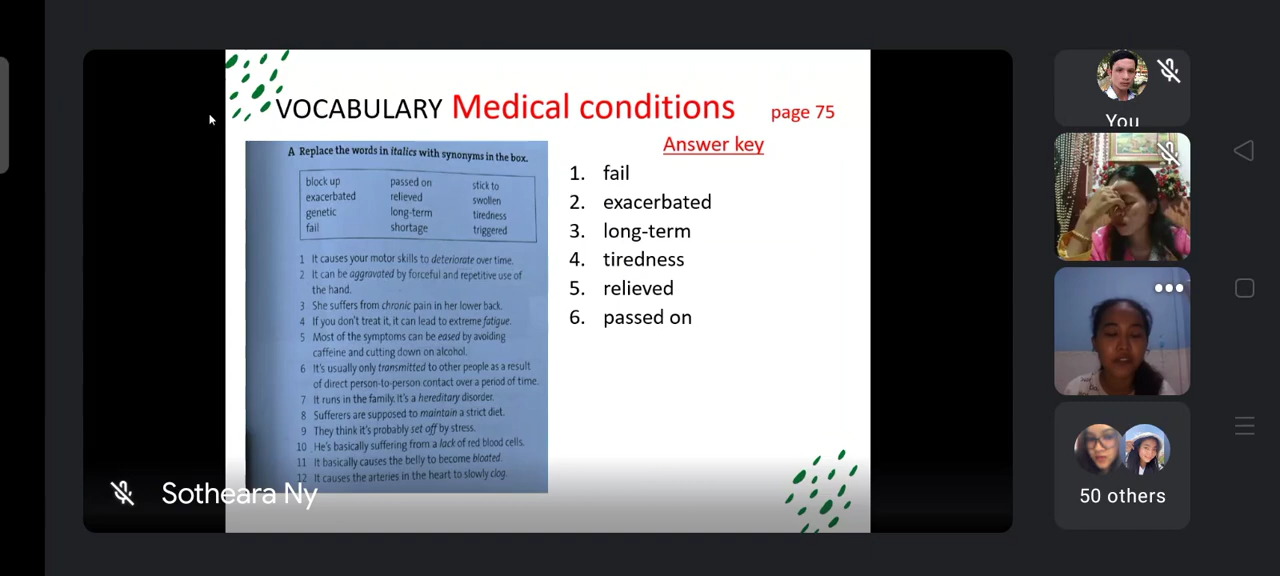 VOCABULARY Medical conditions page 75
A Replace the words in italics with synonyms in the box.
block up passed on stick to
exacerbated relieved swollen
genetic long-term tiredness
fail shortage triggered
1 It causes your motor skills to deteriorate over time.
2 It can be aggravated by forceful and repetitive use of
the hand.
3 She suffers from chronic pain in her lower back.
4 If you don't treat it, it can lead to extreme fatigue.
5 Most of the symptoms can be eased by avoiding
caffeine and cutting down on alcohol.
6 It's usually only transmitted to other people as a result
of direct person-to-person contact over a period of time.
7 It runs in the family. It's a hereditary disorder.
8 Sufferers are supposed to maintain a strict diet.
9 They think it's probably set off by stress.
10 He's basically suffering from a lack of red blood cells.
11 It basically causes the belly to become bloated.
12 It causes the arteries in the heart to slowly clog.
Answer key
1. fail
2. exacerbated
3. long-term
4. tiredness
5. relieved
6. passed on
Sotheara Ny
You
50 others